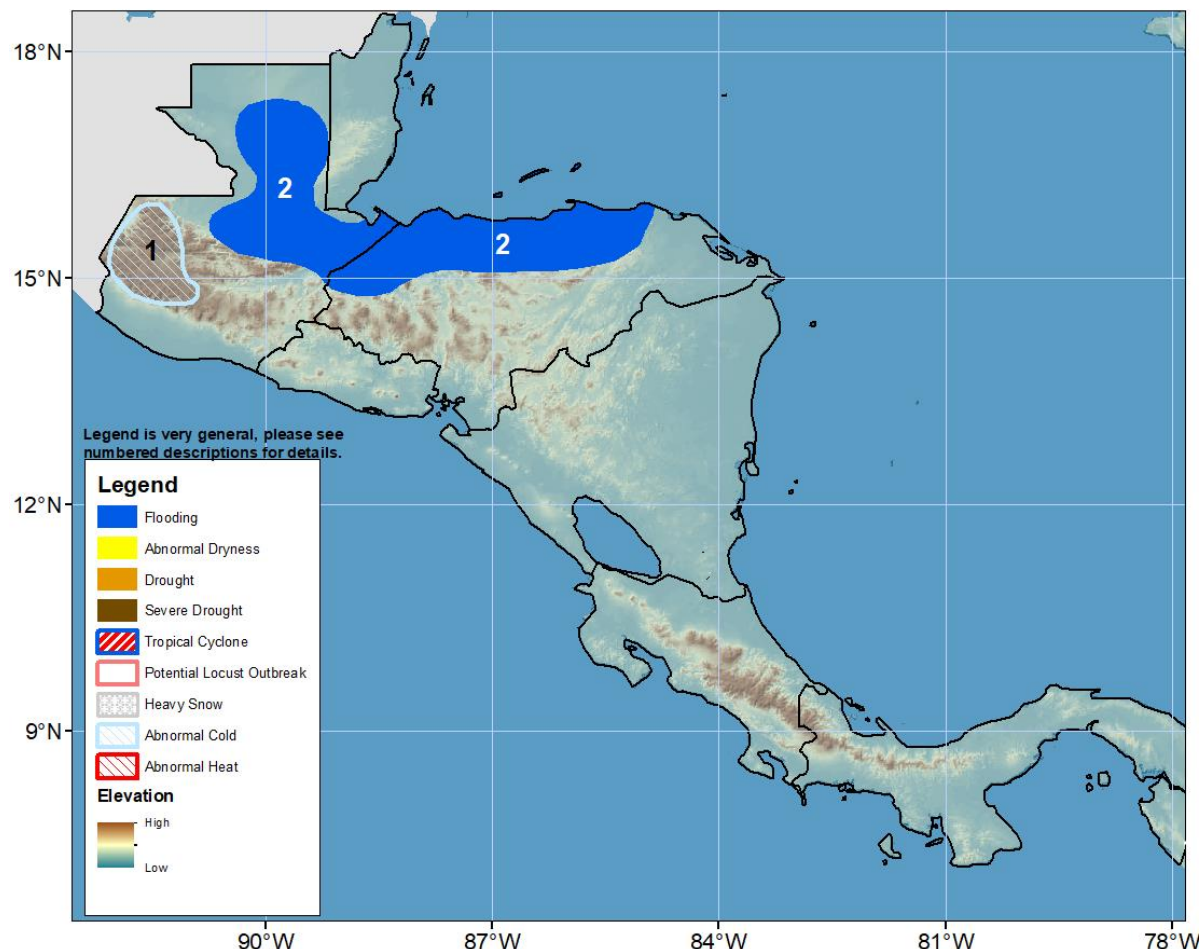 18°N
2
1
2
15°N
Legend is very general, please see
numbered descriptions for details.
Legend
12°N
Flooding
Abnormal Dryness
Drought
Severe Drought
Tropical Cyclone
Potential Locust Outbreak
Heavy Snow
9°N
Abnormal Cold
Abnormal Heat
Elevation
High
Low
90°W 87°W 84°W 81°W 78°W